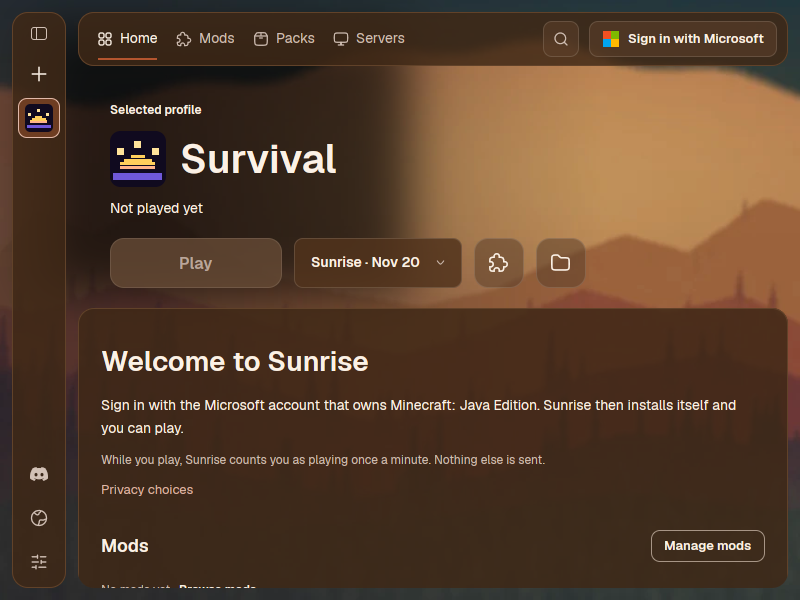 Home
Mods
Packs
Servers
Sign in with Microsoft
Selected profile
Survival
Not played yet
Play
Sunrise · Nov 20
Welcome to Sunrise
Sign in with the Microsoft account that owns Minecraft: Java Edition. Sunrise then installs itself and
you can play.
While you play, Sunrise counts you as playing once a minute. Nothing else is sent.
Privacy choices
Mods
Manage mods